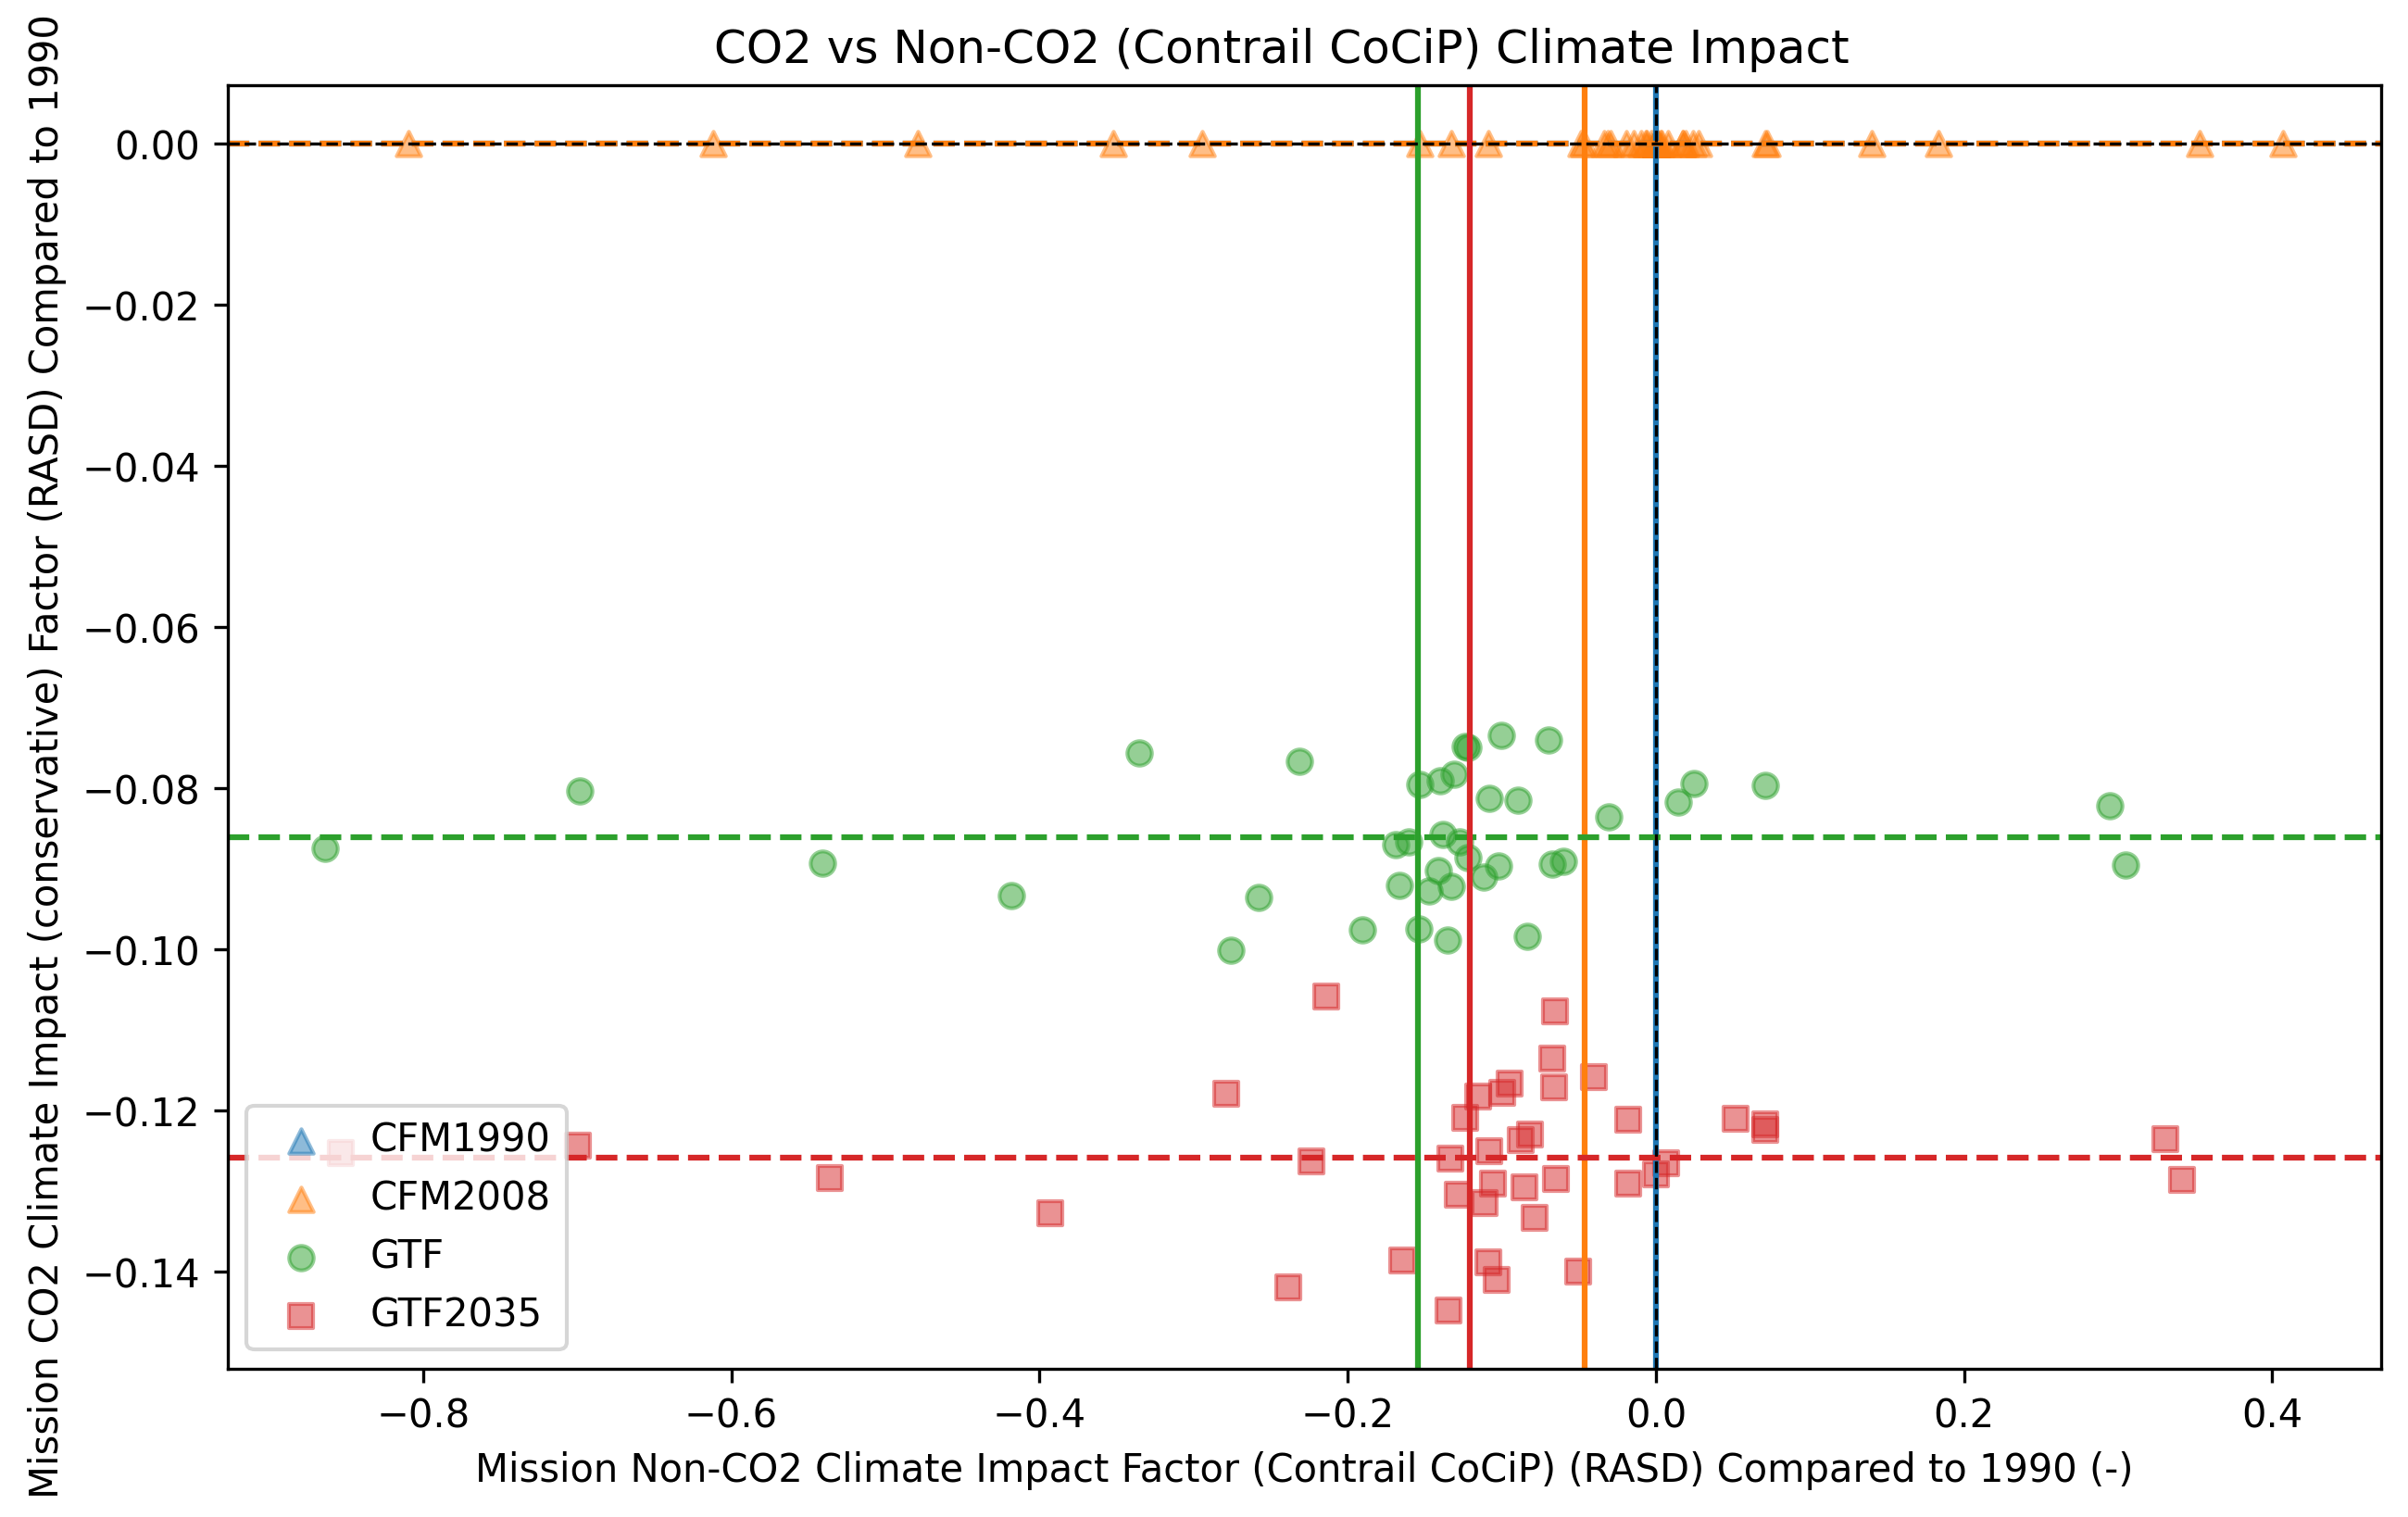 CO2 vs Non-CO2 (Contrail CoCiP) Climate Impact
Mission CO2 Climate Impact (conservative) Factor (RASD) Compared to 1990
0.00
−0.02
−0.04
−0.06
−0.08
−0.10
−0.12
−0.14
CFM1990
CFM2008
GTF
GTF2035
−0.8
−0.6
−0.4
−0.2
0.0
0.2
0.4
Mission Non-CO2 Climate Impact Factor (Contrail CoCiP) (RASD) Compared to 1990 (-)